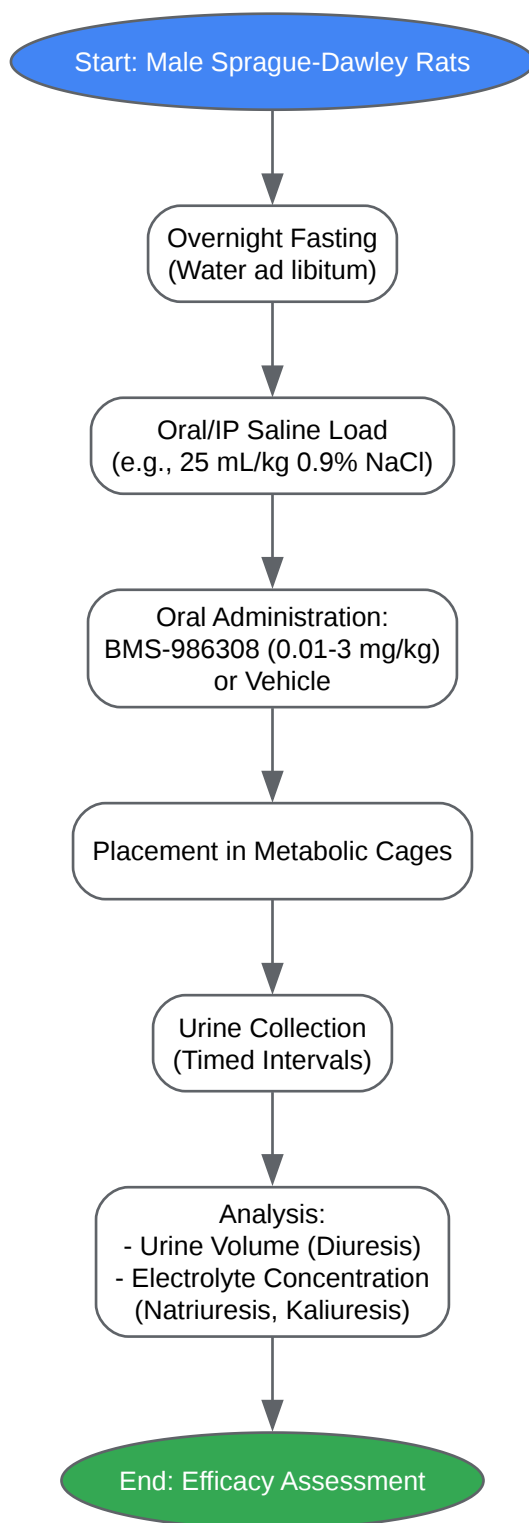 Start: Male Sprague-Dawley Rats
Overnight Fasting
(Water ad libitum)
Oral/IP Saline Load
(e.g., 25 mL/kg 0.9% NaCl)
Oral Administration:
BMS-986308 (0.01-3 mg/kg)
or Vehicle
Placement in Metabolic Cages
Urine Collection
(Timed Intervals)
Analysis:
- Urine Volume (Diuresis)
- Electrolyte Concentration
(Natriuresis, Kaliuresis)
End: Efficacy Assessment